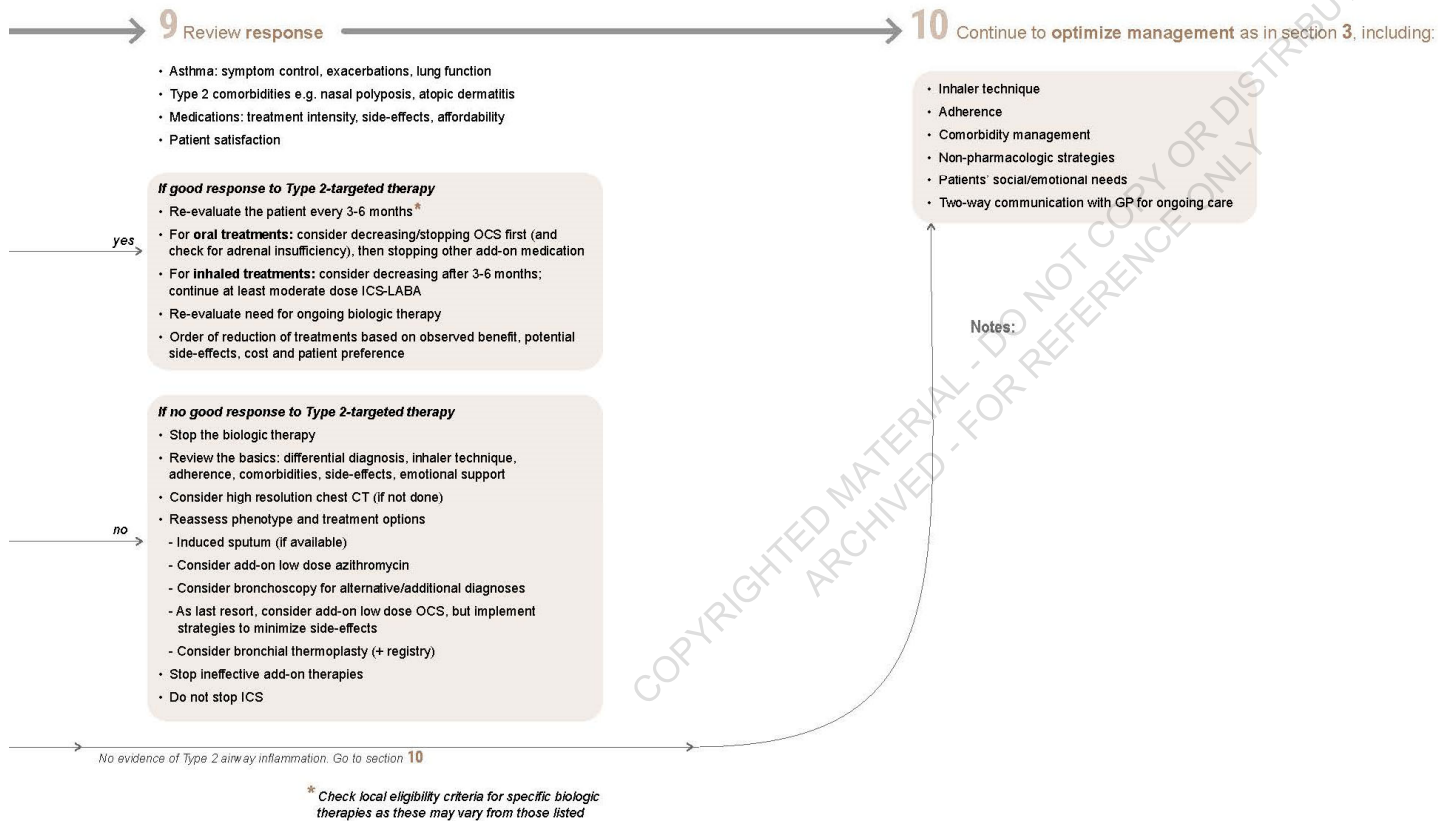 9 Review response
10 Continue to optimize management as in section 3, including:
• Asthma: symptom control, exacerbations, lung function
• Type 2 comorbidities e.g. nasal polyposis, atopic dermatitis
• Medications: treatment intensity, side-effects, affordability
• Patient satisfaction
yes
If good response to Type 2-targeted therapy
• Re-evaluate the patient every 3-6 months*
• For oral treatments: consider decreasing/stopping OCS first (and
check for adrenal insufficiency), then stopping other add-on medication
• For inhaled treatments: consider decreasing after 3-6 months;
continue at least moderate dose ICS-LABA
• Re-evaluate need for ongoing biologic therapy
• Order of reduction of treatments based on observed benefit, potential
side-effects, cost and patient preference
no
If no good response to Type 2-targeted therapy
• Stop the biologic therapy
• Review the basics: differential diagnosis, inhaler technique,
adherence, comorbidities, side-effects, emotional support
• Consider high resolution chest CT (if not done)
• Reassess phenotype and treatment options
- Induced sputum (if available)
- Consider add-on low dose azithromycin
- Consider bronchoscopy for alternative/additional diagnoses
- As last resort, consider add-on low dose OCS, but implement
strategies to minimize side-effects
- Consider bronchial thermoplasty (+ registry)
• Stop ineffective add-on therapies
• Do not stop ICS
No evidence of Type 2 airway inflammation. Go to section 10
* Check local eligibility criteria for specific biologic
therapies as these may vary from those listed
• Inhaler technique
• Adherence
• Comorbidity management
• Non-pharmacologic strategies
• Patients' social/emotional needs
• Two-way communication with GP for ongoing care
Notes:
COPYRIGHTED MATERIAL - DO NOT COPY OR DISTRIBU
ARCHIVED - FOR REFERENCE ONLY